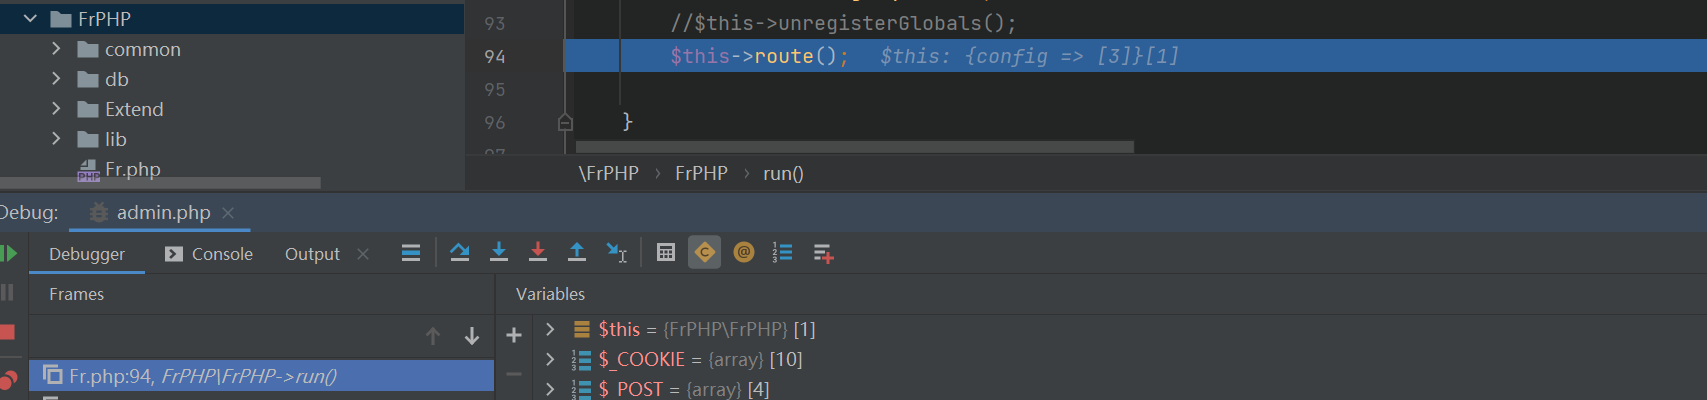 FrPHP
common
db
Extend
lib
Fr.php
93 //$this->unregisterGlobals();
94 $this->route(); $this: {config => [3]}[1]
95
96 }
\FrPHP › FrPHP › run()
Debug: admin.php
Debugger Console Output
Frames Variables
$this = {FrPHP\FrPHP} [1]
$_COOKIE = {array} [10]
Fr.php:94, FrPHP\FrPHP->run()
$_POST = {array} [4]